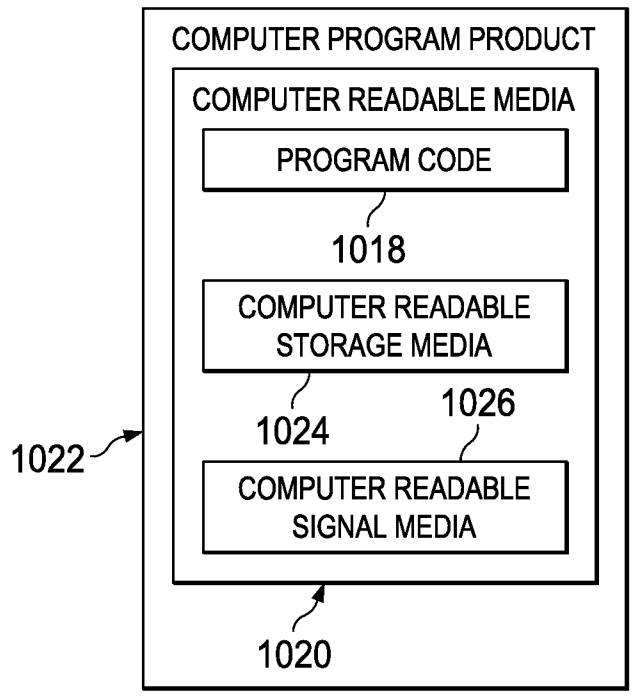 COMPUTER PROGRAM PRODUCT
COMPUTER READABLE MEDIA
PROGRAM CODE
1018
COMPUTER READABLE
STORAGE MEDIA
1024
1026
1022
COMPUTER READABLE
SIGNAL MEDIA
1020